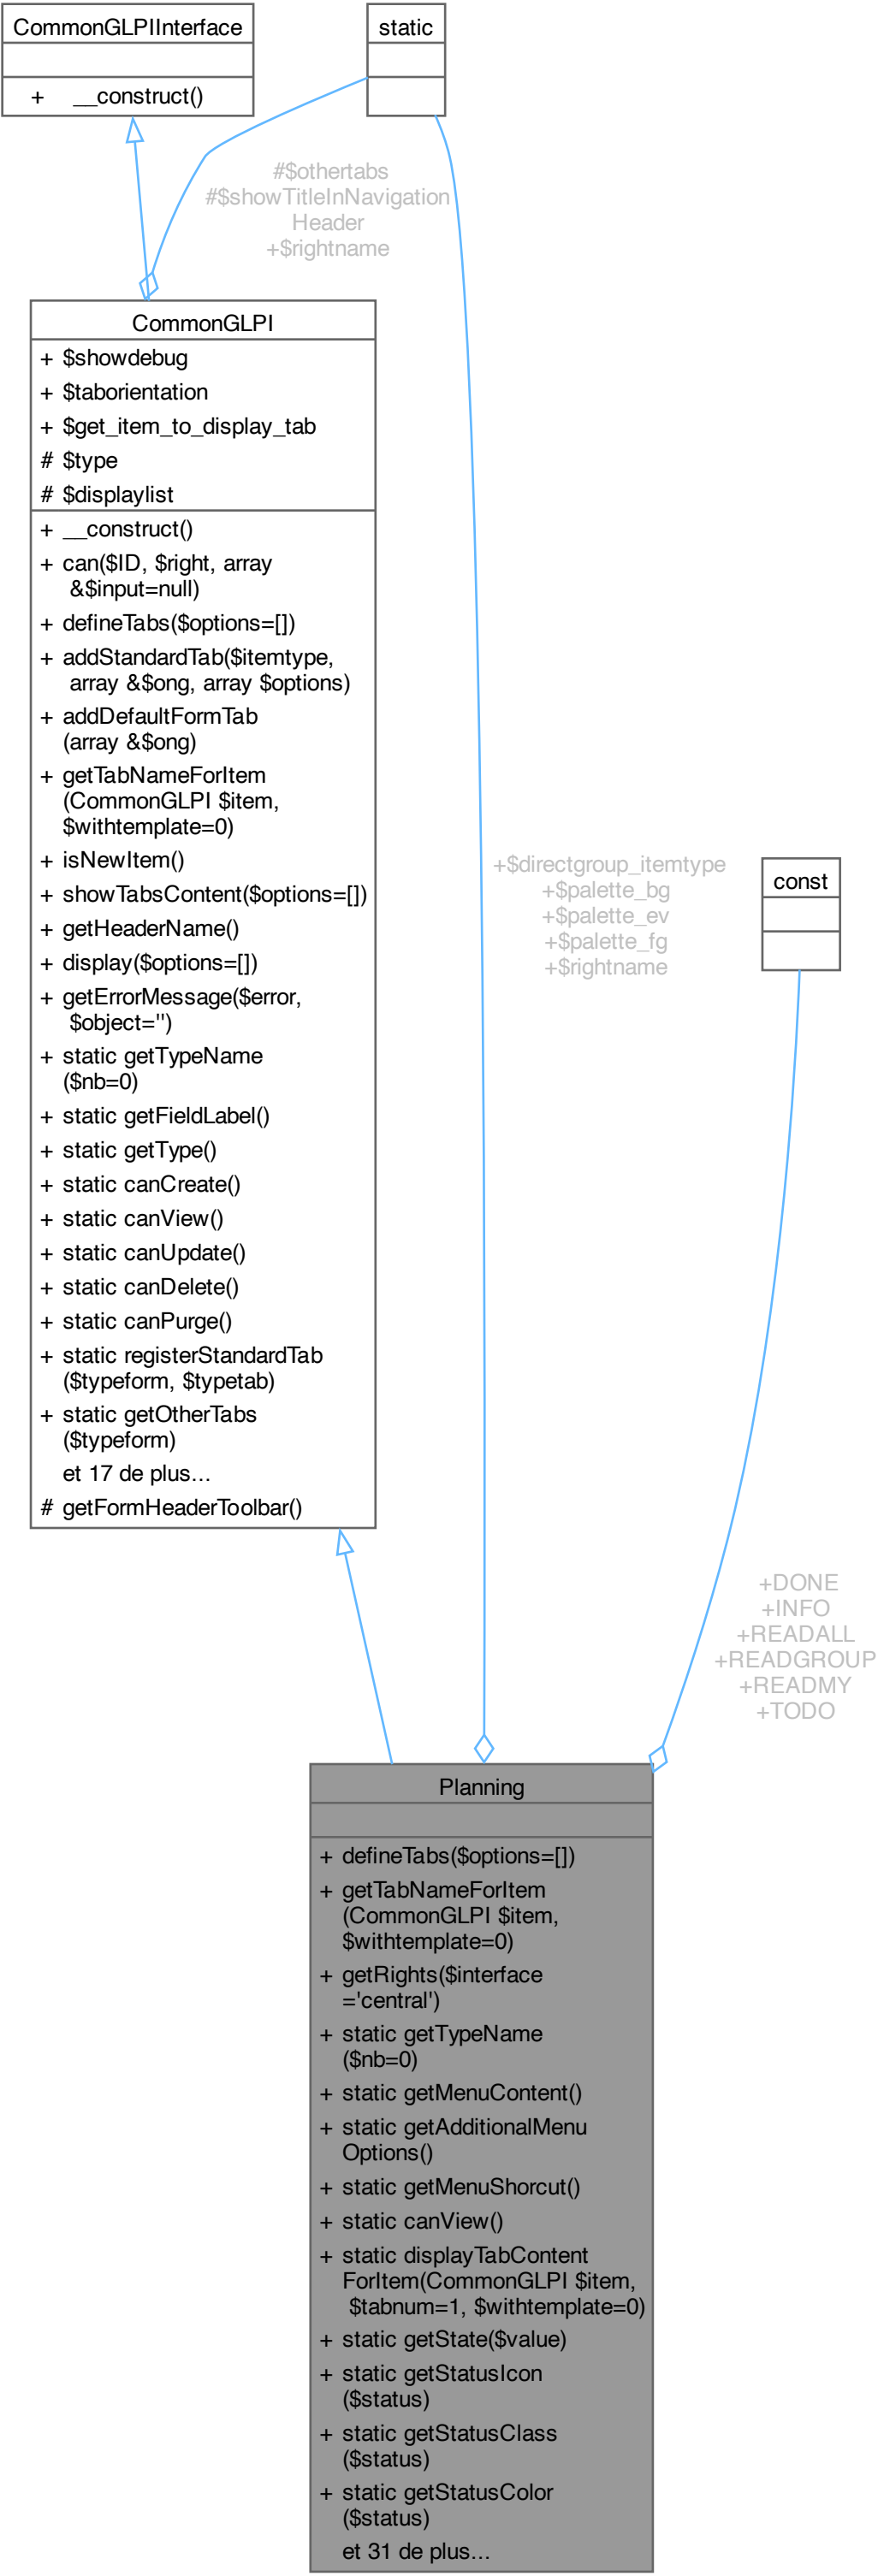 CommonGLPIInterface
+ __construct()
static
#$othertabs
#$showTitleInNavigation
Header
+$rightname
CommonGLPI
+ $showdebug
+ $taborientation
+ $get_item_to_display_tab
# $type
# $displaylist
+ __construct()
+ can($ID, $right, array
&$input=null)
+ defineTabs($options=[])
+ addStandardTab($itemtype,
array &$ong, array $options)
+ addDefaultFormTab
(array &$ong)
+ getTabNameForItem
(CommonGLPI $item,
$withtemplate=0)
+ isNewItem()
+ showTabsContent($options=[])
+ getHeaderName()
+ display($options=[])
+ getErrorMessage($error,
$object='')
+ static getTypeName
($nb=0)
+ static getFieldLabel()
+ static getType()
+ static canCreate()
+ static canView()
+ static canUpdate()
+ static canDelete()
+ static canPurge()
+ static registerStandardTab
($typeform, $typetab)
+ static getOtherTabs
($typeform)
et 17 de plus...
# getFormHeaderToolbar()
+$directgroup_itemtype
+$palette_bg
+$palette_ev
+$palette_fg
+$rightname
const
+DONE
+INFO
+READALL
+READGROUP
+READMY
+TODO
Planning
+ defineTabs($options=[])
+ getTabNameForItem
(CommonGLPI $item,
$withtemplate=0)
+ getRights($interface
='central')
+ static getTypeName
($nb=0)
+ static getMenuContent()
+ static getAdditionalMenu
Options()
+ static getMenuShorcut()
+ static canView()
+ static displayTabContent
ForItem(CommonGLPI $item,
$tabnum=1, $withtemplate=0)
+ static getState($value)
+ static getStatusIcon
($status)
+ static getStatusClass
($status)
+ static getStatusColor
($status)
et 31 de plus...